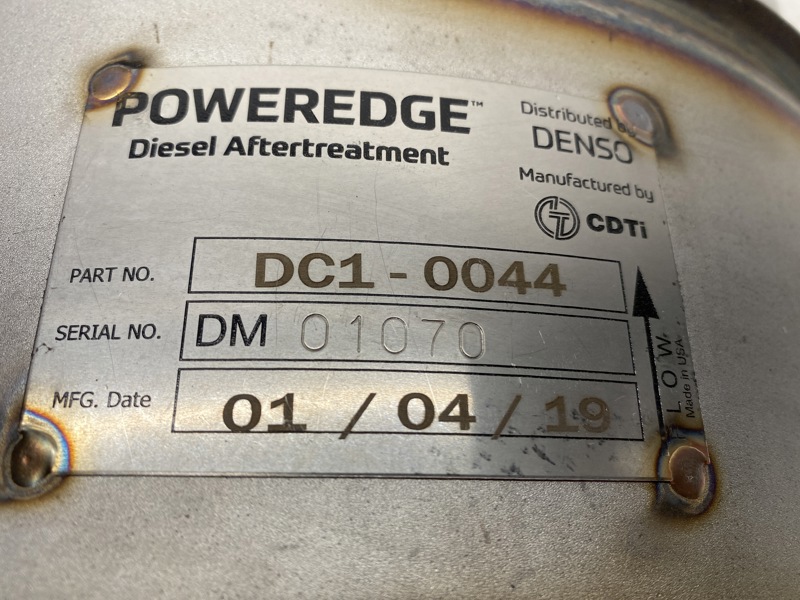 POWEREDGE™
Diesel Aftertreatment
Distributed by
DENSO
Manufactured by
CDTi
PART NO. DC1 - 0044
SERIAL NO. DM 01070
MFG. Date 01 / 04 / 19
LOW
Made in USA